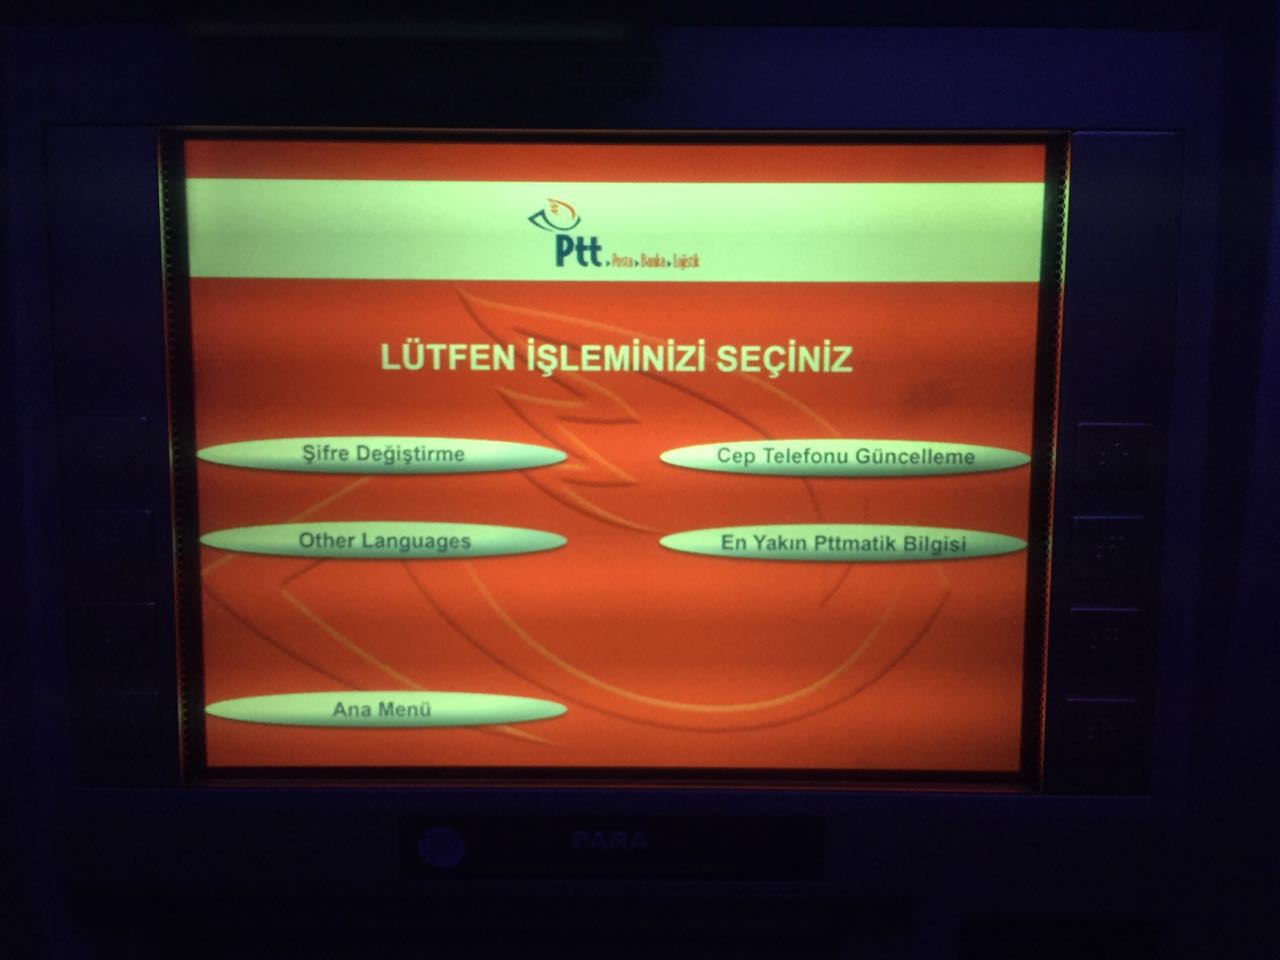 Ptt
Posta Banka Lojistik
LÜTFEN İŞLEMİNİZİ SEÇİNİZ
Şifre Değiştirme
Cep Telefonu Güncelleme
Other Languages
En Yakın Pttmatik Bilgisi
Ana Menü
PARA